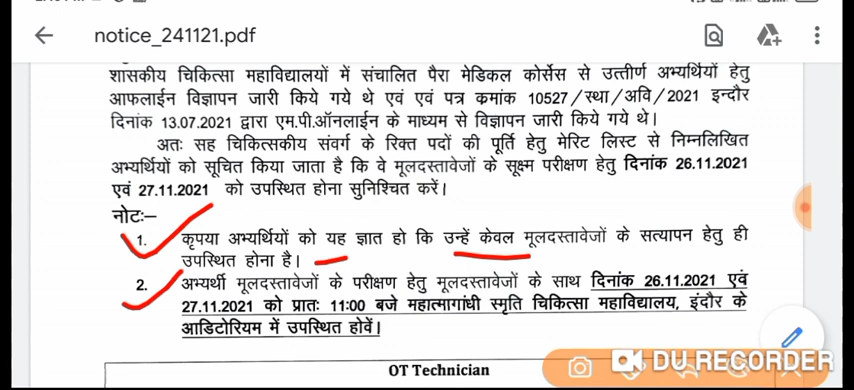 notice_241121.pdf
शासकीय चिकित्सा महाविद्यालयों में संचालित पैरा मेडिकल कोर्सेस से उत्तीर्ण अभ्यर्थियों हेतु
आफलाईन विज्ञापन जारी किये गये थे एवं एवं पत्र क्रमांक 10527/स्था/अवि/2021 इन्दौर
दिनांक 13.07.2021 द्वारा एम.पी.ऑनलाईन के माध्यम से विज्ञापन जारी किये गये थे।
अतः सह चिकित्सकीय संवर्ग के रिक्त पदों की पूर्ति हेतु मेरिट लिस्ट से निम्नलिखित
अभ्यर्थियों को सूचित किया जाता है कि वे मूलदस्तावेजों के सूक्ष्म परीक्षण हेतु दिनांक 26.11.2021
एवं 27.11.2021 को उपस्थित होना सुनिश्चित करें।
नोटः–
1. कृपया अभ्यर्थियों को यह ज्ञात हो कि उन्हें केवल मूलदस्तावेजों के सत्यापन हेतु ही
उपस्थित होना है।
2. अभ्यर्थी मूलदस्तावेजों के परीक्षण हेतु मूलदस्तावेजों के साथ दिनांक 26.11.2021 एवं
27.11.2021 को प्रातः 11:00 बजे महात्मागांधी स्मृति चिकित्सा महाविद्यालय, इंदौर के
आडिटोरियम में उपस्थित होवें।
OT Technician
DU RECORDER